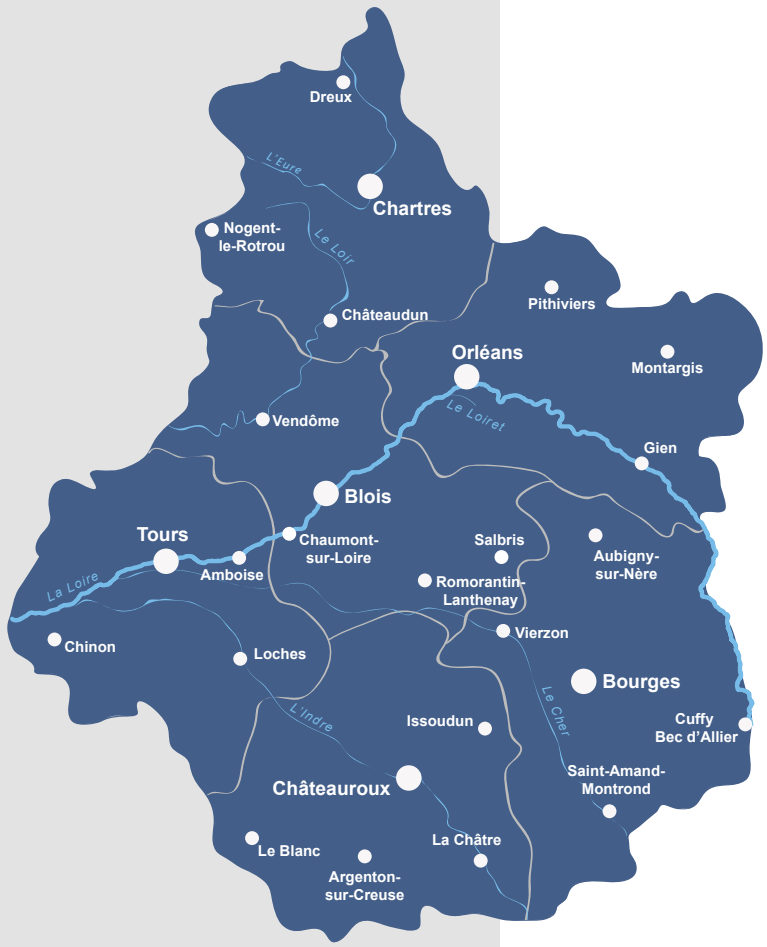 Dreux
L'Eure
Chartres
Nogent-
le-Rotrou
Le Loir
Pithiviers
Châteaudun
Orléans
Montargis
Le Loiret
Vendôme
Gien
Blois
Tours
Chaumont-
sur-Loire
Salbris
Aubigny-
sur-Nère
Amboise
La Loire
Romorantin-
Lanthenay
Vierzon
Chinon
Loches
Bourges
Le Cher
L'Indre
Issoudun
Cuffy
Bec d'Allier
Châteauroux
Saint-Amand-
Montrond
La Châtre
Le Blanc
Argenton-
sur-Creuse